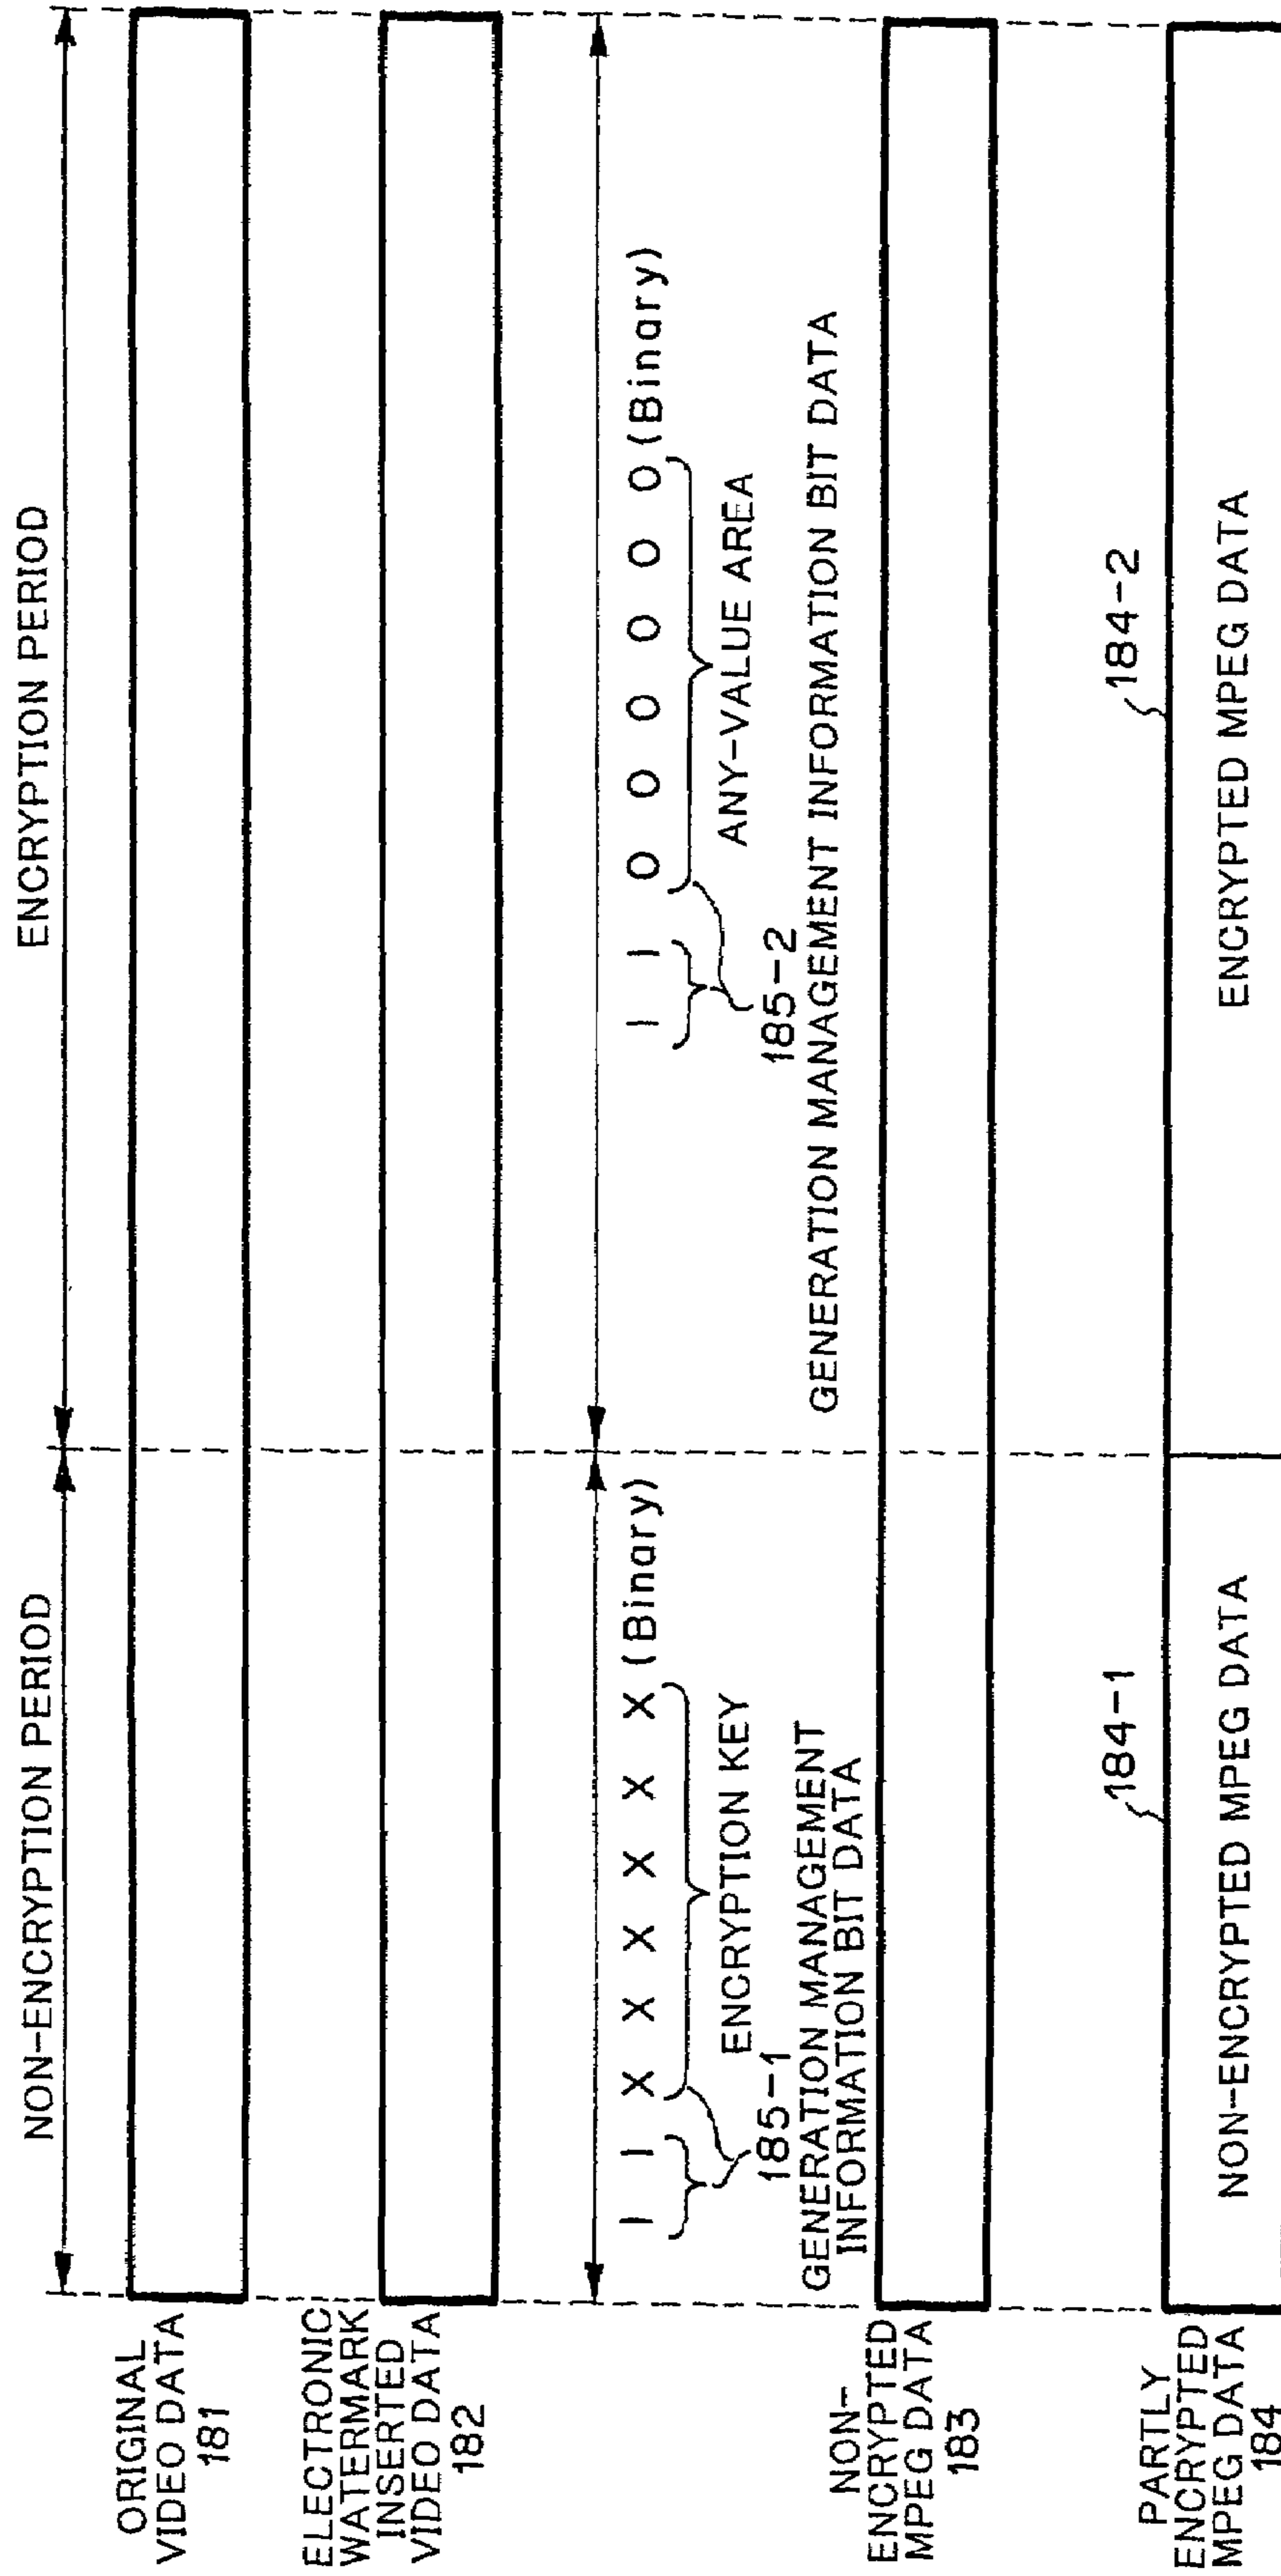 NON-ENCRYPTION PERIOD
ENCRYPTION PERIOD
ORIGINAL
VIDEO DATA
181
ELECTRONIC
WATERMARK
INSERTED
VIDEO DATA
182
1 1 X X X X X X (Binary)
ENCRYPTION KEY
185-1
GENERATION MANAGEMENT
INFORMATION BIT DATA
1 1 0 0 0 0 0 0 (Binary)
ANY-VALUE AREA
185-2
GENERATION MANAGEMENT INFORMATION BIT DATA
NON-
ENCRYPTED
MPEG DATA
183
184-1
184-2
PARTLY
ENCRYPTED
MPEG DATA
184
NON-ENCRYPTED MPEG DATA
ENCRYPTED MPEG DATA